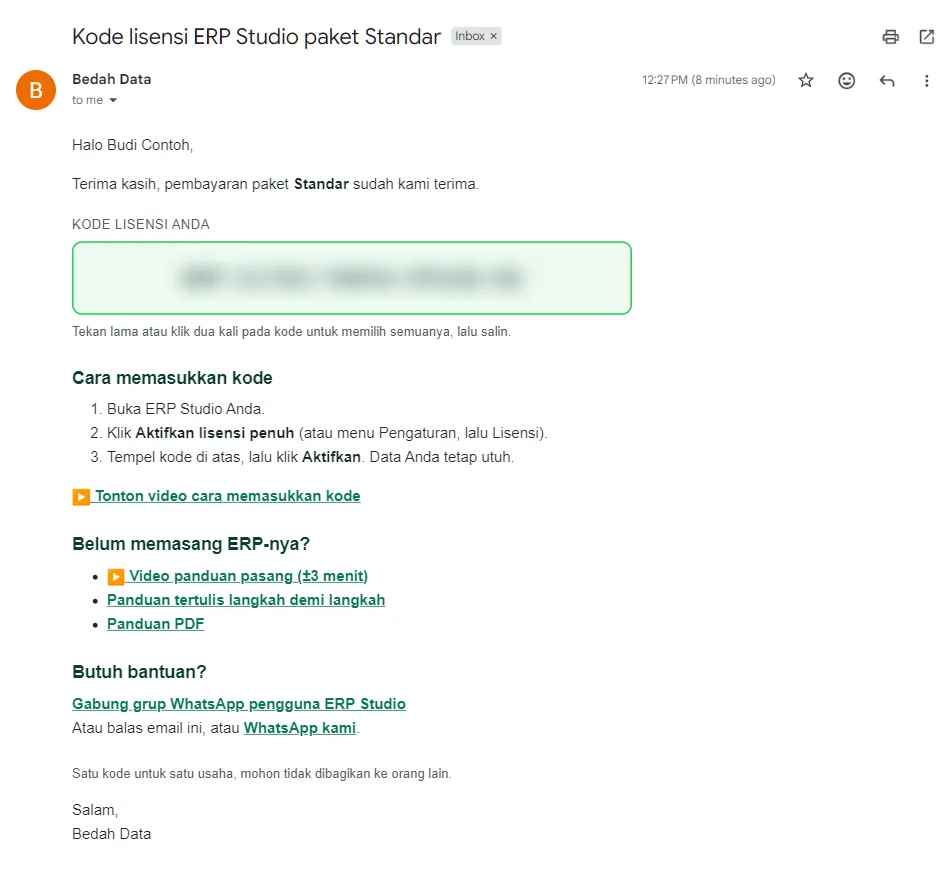 Kode lisensi ERP Studio paket Standar Inbox ×
B
Bedah Data 12:27 PM (8 minutes ago)
to me
Halo Budi Contoh,
Terima kasih, pembayaran paket Standar sudah kami terima.
KODE LISENSI ANDA
Tekan lama atau klik dua kali pada kode untuk memilih semuanya, lalu salin.
Cara memasukkan kode
1. Buka ERP Studio Anda.
2. Klik Aktifkan lisensi penuh (atau menu Pengaturan, lalu Lisensi).
3. Tempel kode di atas, lalu klik Aktifkan. Data Anda tetap utuh.
Tonton video cara memasukkan kode
Belum memasang ERP-nya?
• Video panduan pasang (±3 menit)
• Panduan tertulis langkah demi langkah
• Panduan PDF
Butuh bantuan?
Gabung grup WhatsApp pengguna ERP Studio
Atau balas email ini, atau WhatsApp kami.
Satu kode untuk satu usaha, mohon tidak dibagikan ke orang lain.
Salam,
Bedah Data